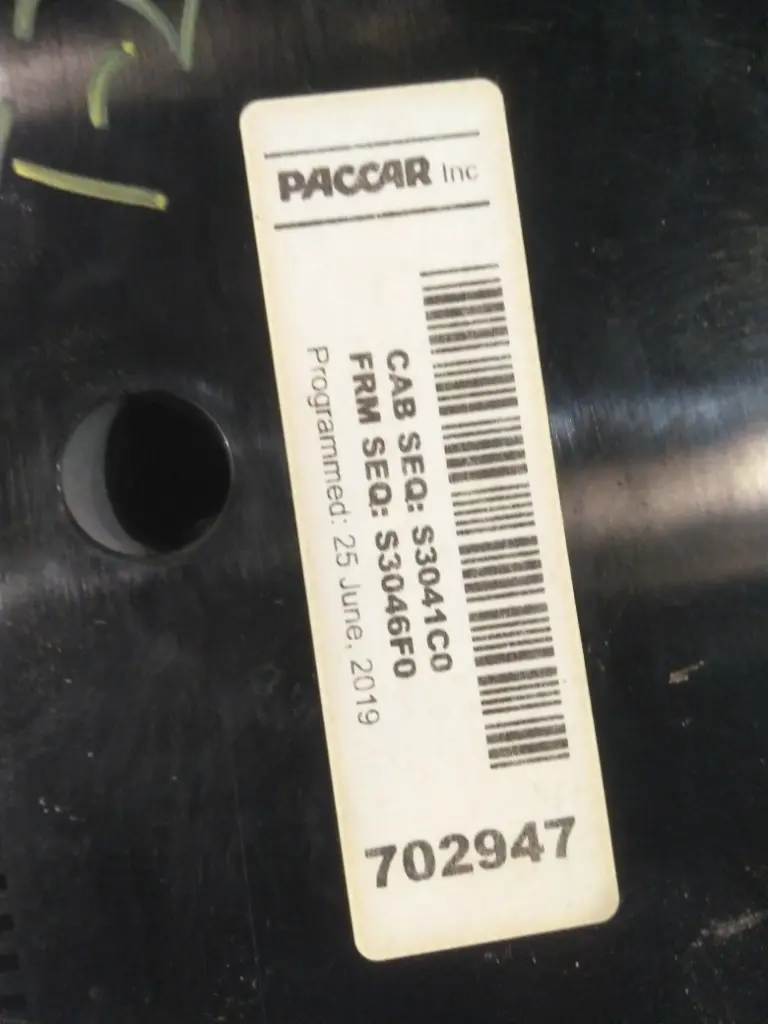 PACCAR Inc
CAB SEQ: S3041C0
FRM SEQ: S3046F0
Programmed: 25 June, 2019
702947